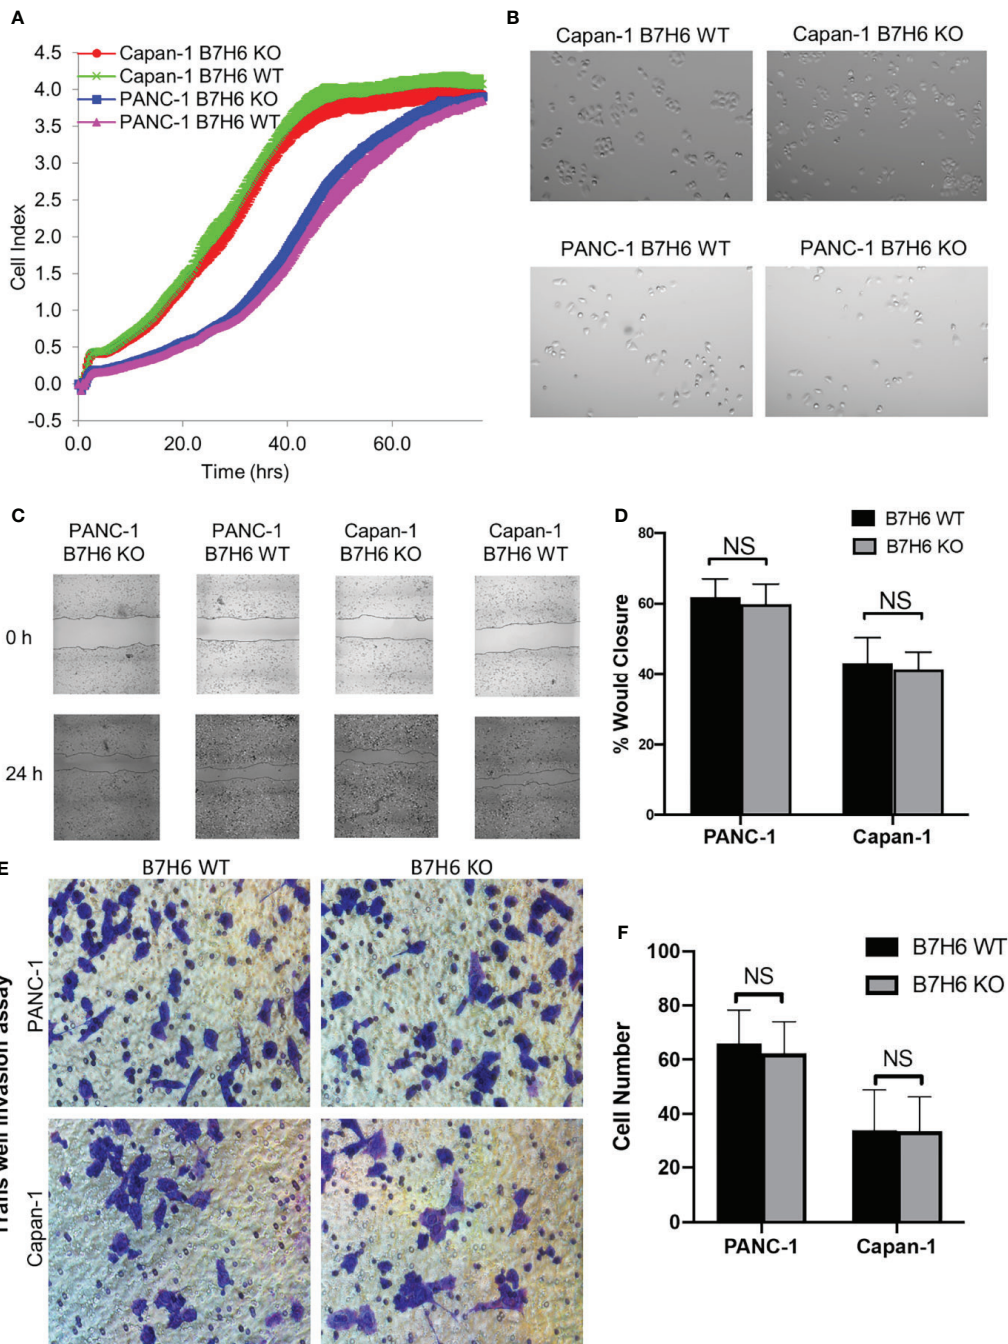 A
4.5
4.0
3.5
3.0
2.5
2.0
1.5
1.0
0.5
0.0
-0.5
Cell Index
Capan-1 B7H6 KO
Capan-1 B7H6 WT
PANC-1 B7H6 KO
PANC-1 B7H6 WT
0.0
20.0
40.0
60.0
Time (hrs)
B
Capan-1 B7H6 WT
Capan-1 B7H6 KO
PANC-1 B7H6 WT
PANC-1 B7H6 KO
C
PANC-1
B7H6 KO
PANC-1
B7H6 WT
Capan-1
B7H6 KO
Capan-1
B7H6 WT
0 h
24 h
D
B7H6 WT
B7H6 KO
80
60
40
20
0
% Would Closure
NS
NS
PANC-1
Capan-1
E
B7H6 WT
B7H6 KO
Trans well invasion assay
PANC-1
Capan-1
F
B7H6 WT
B7H6 KO
100
80
60
40
20
0
Cell Number
NS
NS
PANC-1
Capan-1